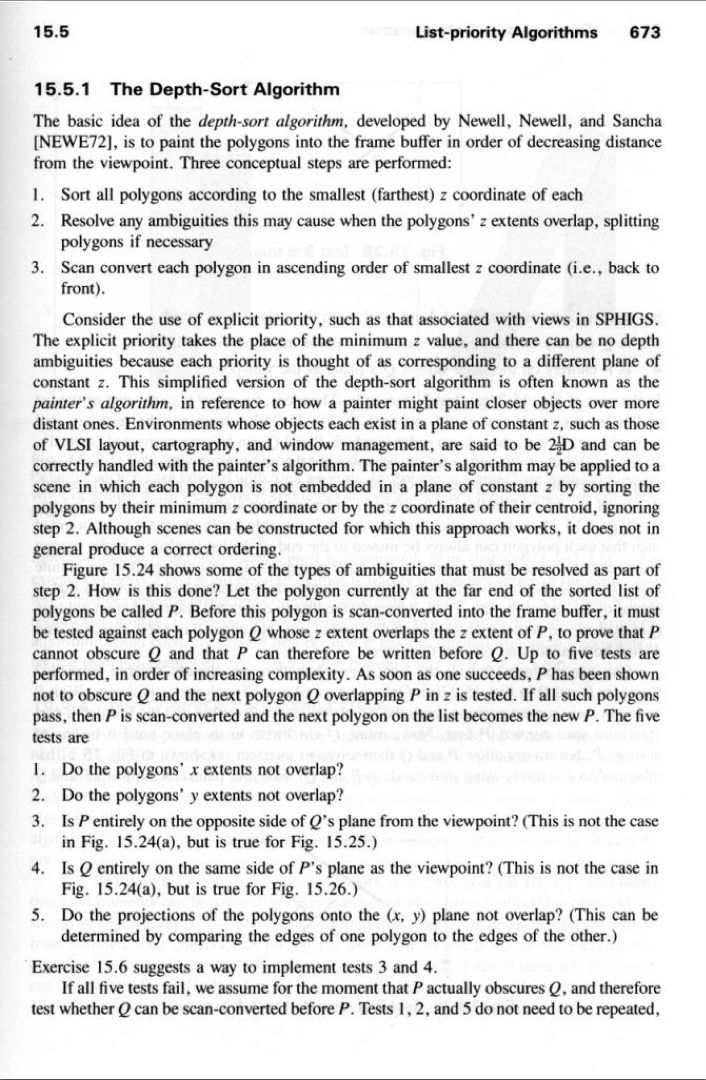 15.5 List-priority Algorithms 673
15.5.1 The Depth-Sort Algorithm
The basic idea of the depth-sort algorithm, developed by Newell, Newell, and Sancha
[NEWE72], is to paint the polygons into the frame buffer in order of decreasing distance
from the viewpoint. Three conceptual steps are performed:
1. Sort all polygons according to the smallest (farthest) z coordinate of each
2. Resolve any ambiguities this may cause when the polygons' z extents overlap, splitting
polygons if necessary
3. Scan convert each polygon in ascending order of smallest z coordinate (i.e., back to
front).
Consider the use of explicit priority, such as that associated with views in SPHIGS.
The explicit priority takes the place of the minimum z value, and there can be no depth
ambiguities because each priority is thought of as corresponding to a different plane of
constant z. This simplified version of the depth-sort algorithm is often known as the
painter's algorithm, in reference to how a painter might paint closer objects over more
distant ones. Environments whose objects each exist in a plane of constant z, such as those
of VLSI layout, cartography, and window management, are said to be 2½D and can be
correctly handled with the painter's algorithm. The painter's algorithm may be applied to a
scene in which each polygon is not embedded in a plane of constant z by sorting the
polygons by their minimum z coordinate or by the z coordinate of their centroid, ignoring
step 2. Although scenes can be constructed for which this approach works, it does not in
general produce a correct ordering.
Figure 15.24 shows some of the types of ambiguities that must be resolved as part of
step 2. How is this done? Let the polygon currently at the far end of the sorted list of
polygons be called P. Before this polygon is scan-converted into the frame buffer, it must
be tested against each polygon Q whose z extent overlaps the z extent of P, to prove that P
cannot obscure Q and that P can therefore be written before Q. Up to five tests are
performed, in order of increasing complexity. As soon as one succeeds, P has been shown
not to obscure Q and the next polygon Q overlapping P in z is tested. If all such polygons
pass, then P is scan-converted and the next polygon on the list becomes the new P. The five
tests are
1. Do the polygons' x extents not overlap?
2. Do the polygons' y extents not overlap?
3. Is P entirely on the opposite side of Q's plane from the viewpoint? (This is not the case
in Fig. 15.24(a), but is true for Fig. 15.25.)
4. Is Q entirely on the same side of P's plane as the viewpoint? (This is not the case in
Fig. 15.24(a), but is true for Fig. 15.26.)
5. Do the projections of the polygons onto the (x, y) plane not overlap? (This can be
determined by comparing the edges of one polygon to the edges of the other.)
Exercise 15.6 suggests a way to implement tests 3 and 4.
If all five tests fail, we assume for the moment that P actually obscures Q, and therefore
test whether Q can be scan-converted before P. Tests 1, 2, and 5 do not need to be repeated,